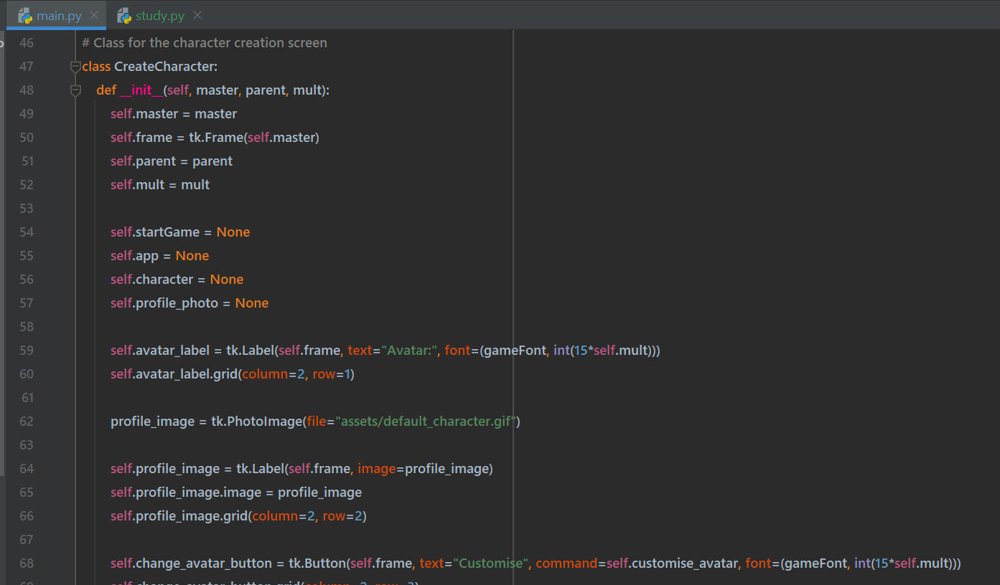 main.py study.py
46 # Class for the character creation screen
47 class CreateCharacter:
48 def __init__(self, master, parent, mult):
49 self.master = master
50 self.frame = tk.Frame(self.master)
51 self.parent = parent
52 self.mult = mult
53
54 self.startGame = None
55 self.app = None
56 self.character = None
57 self.profile_photo = None
58
59 self.avatar_label = tk.Label(self.frame, text="Avatar:", font=(gameFont, int(15*self.mult)))
60 self.avatar_label.grid(column=2, row=1)
61
62 profile_image = tk.PhotoImage(file="assets/default_character.gif")
63
64 self.profile_image = tk.Label(self.frame, image=profile_image)
65 self.profile_image.image = profile_image
66 self.profile_image.grid(column=2, row=2)
67
68 self.change_avatar_button = tk.Button(self.frame, text="Customise", command=self.customise_avatar, font=(gameFont, int(15*self.mult)))